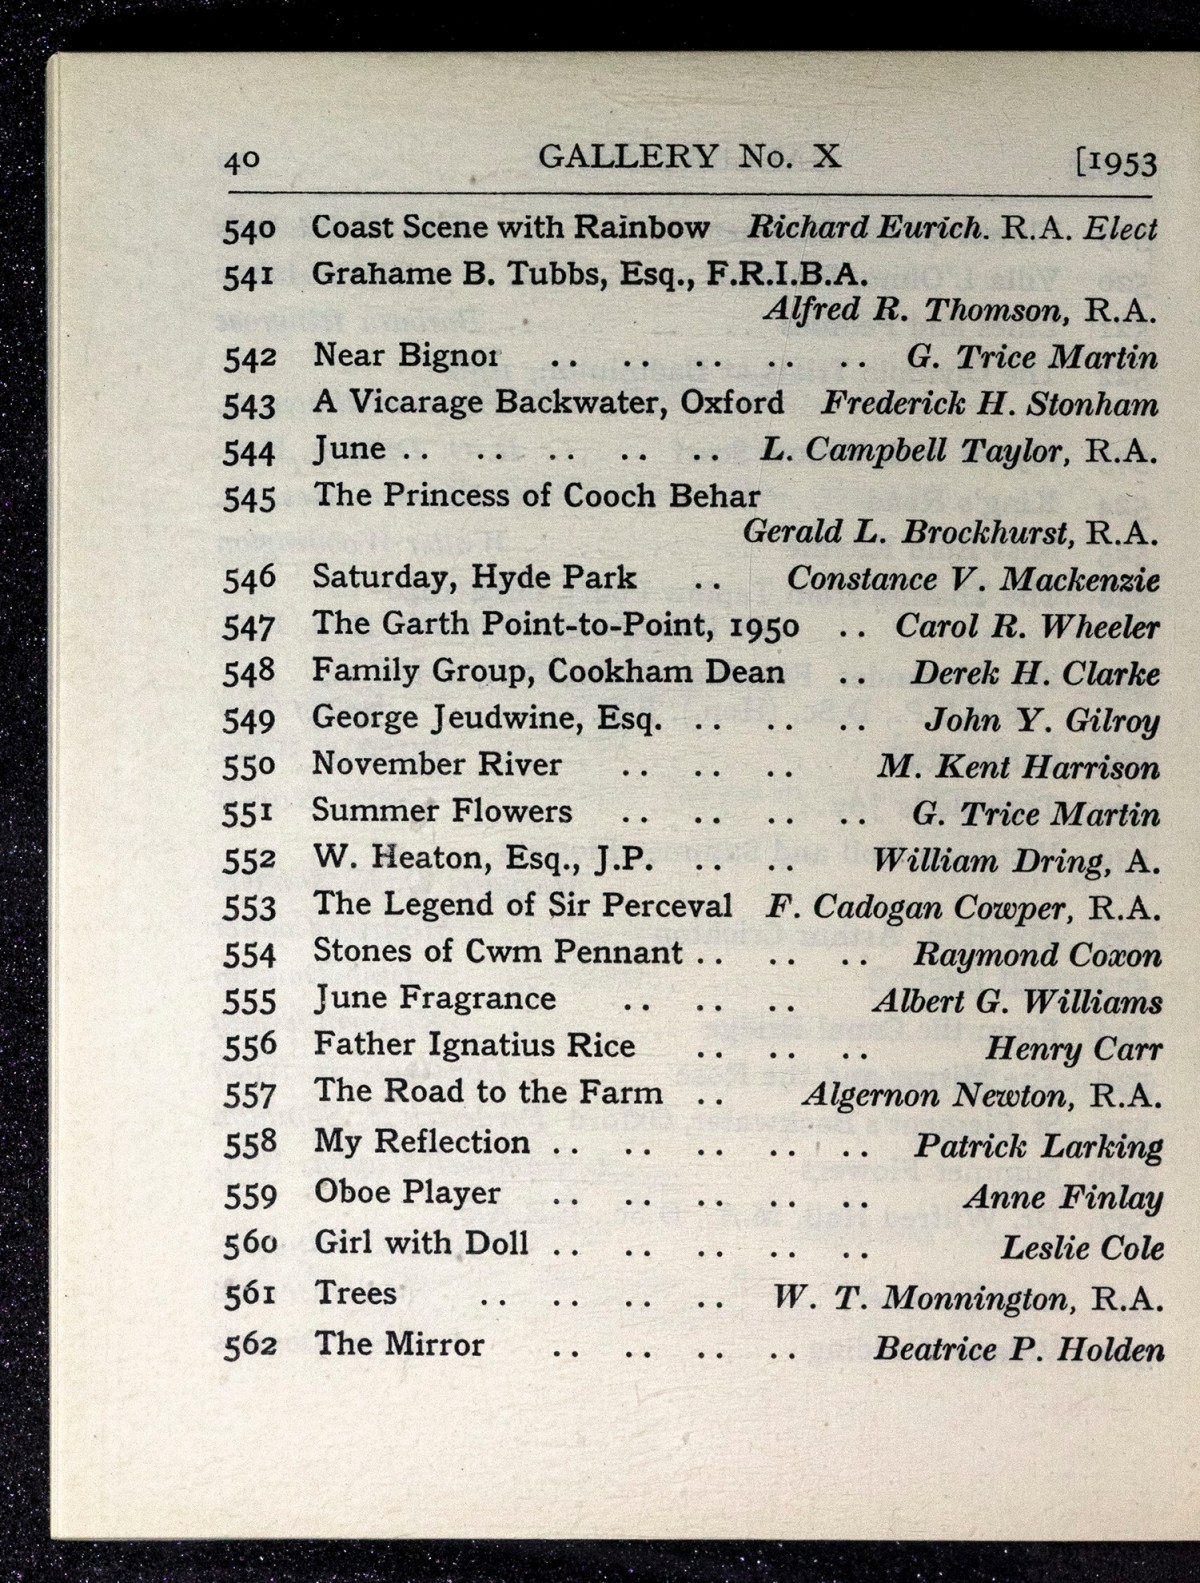 40 GALLERY No. X [1953
540 Coast Scene with Rainbow Richard Eurich. R.A. Elect
541 Grahame B. Tubbs, Esq., F.R.I.B.A.
Alfred R. Thomson, R.A.
542 Near Bignor .. .. .. .. .. G. Trice Martin
543 A Vicarage Backwater, Oxford Frederick H. Stonham
544 June .. .. .. .. .. L. Campbell Taylor, R.A.
545 The Princess of Cooch Behar
Gerald L. Brockhurst, R.A.
546 Saturday, Hyde Park .. Constance V. Mackenzie
547 The Garth Point-to-Point, 1950 .. Carol R. Wheeler
548 Family Group, Cookham Dean .. Derek H. Clarke
549 George Jeudwine, Esq. .. .. .. John Y. Gilroy
550 November River .. .. .. M. Kent Harrison
551 Summer Flowers .. .. .. .. G. Trice Martin
552 W. Heaton, Esq., J.P. .. .. William Dring, A.
553 The Legend of Sir Perceval F. Cadogan Cowper, R.A.
554 Stones of Cwm Pennant .. .. .. Raymond Coxon
555 June Fragrance .. .. .. Albert G. Williams
556 Father Ignatius Rice .. .. .. Henry Carr
557 The Road to the Farm .. Algernon Newton, R.A.
558 My Reflection .. .. .. .. .. Patrick Larking
559 Oboe Player .. .. .. .. .. Anne Finlay
560 Girl with Doll .. .. .. .. .. Leslie Cole
561 Trees .. .. .. .. W. T. Monnington, R.A.
562 The Mirror .. .. .. .. Beatrice P. Holden